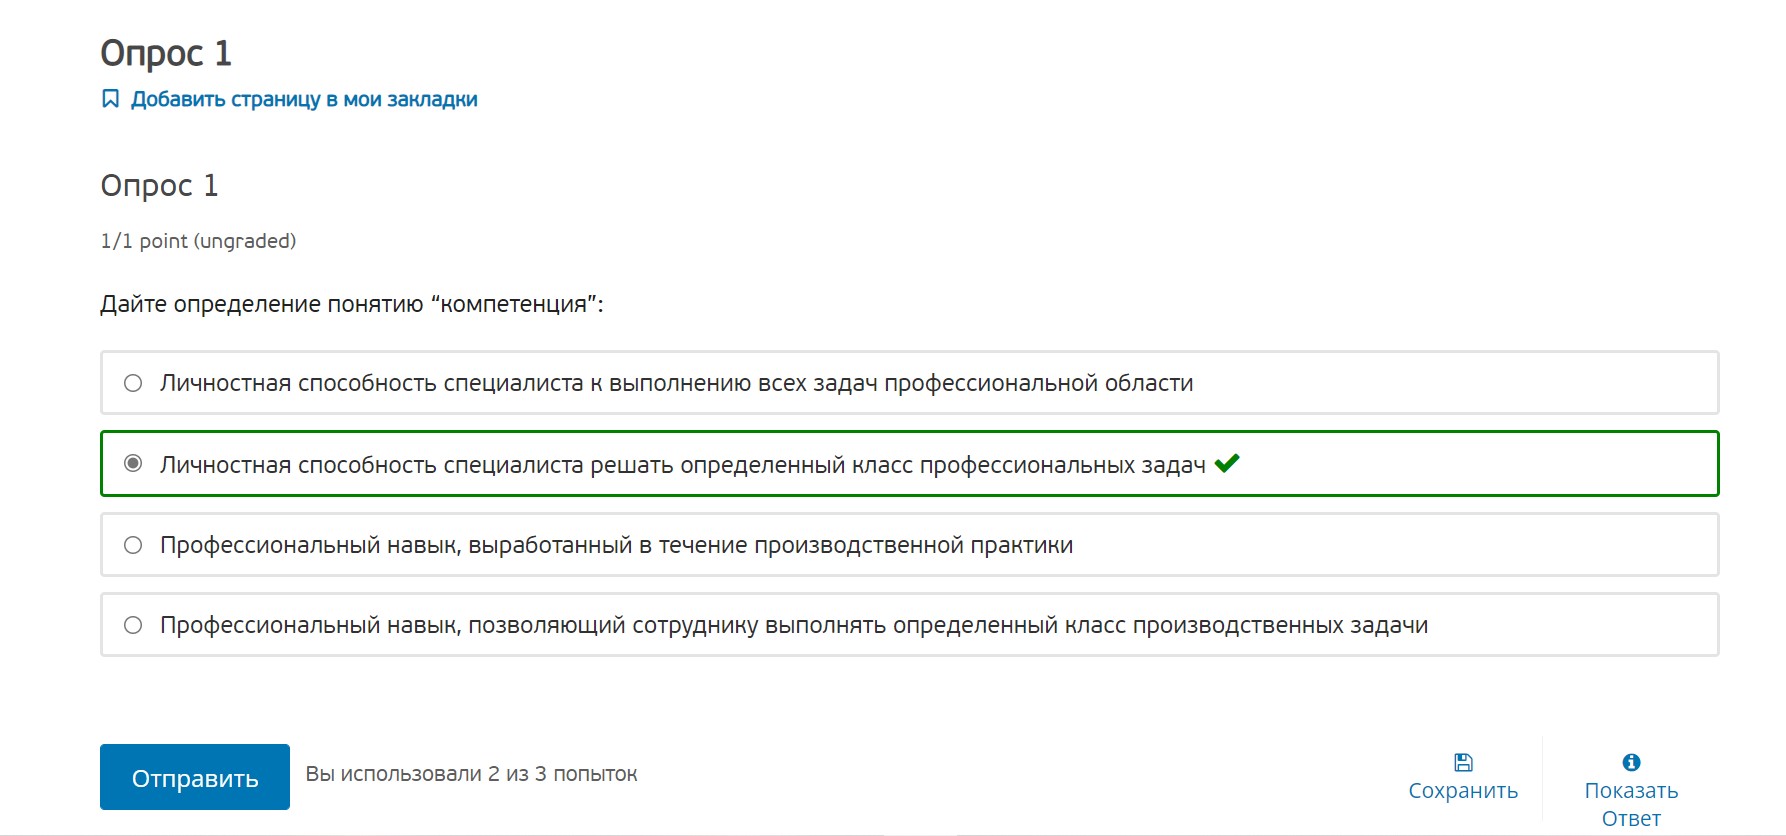 Опрос 1
Добавить страницу в мои закладки
Опрос 1
1/1 point (ungraded)
Дайте определение понятию “компетенция”:
Личностная способность специалиста к выполнению всех задач профессиональной области
Личностная способность специалиста решать определенный класс профессиональных задач
Профессиональный навык, выработанный в течение производственной практики
Профессиональный навык, позволяющий сотруднику выполнять определенный класс производственных задачи
Отправить
Вы использовали 2 из 3 попыток
Сохранить
Показать
Ответ